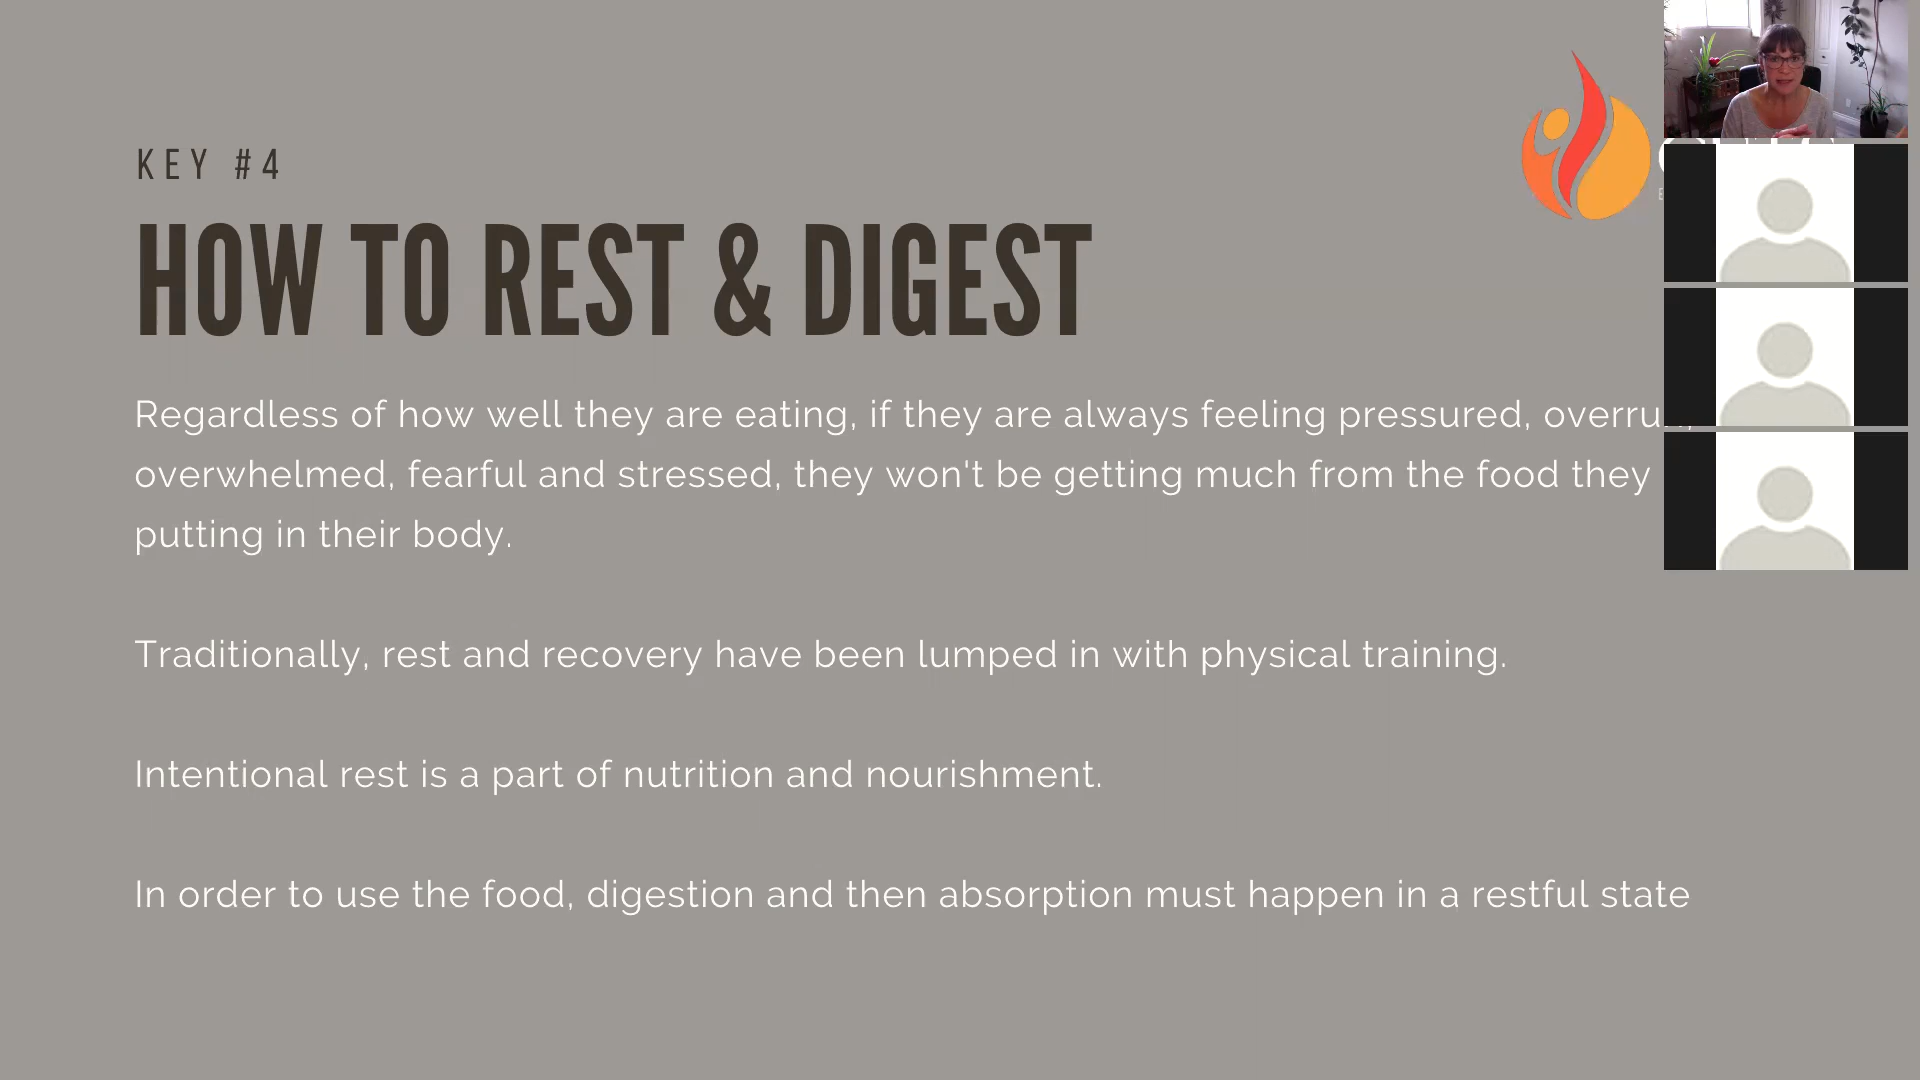 KEY #4
HOW TO REST & DIGEST
Regardless of how well they are eating, if they are always feeling pressured,
overwhelmed, fearful and stressed, they won't be getting much from the food they
putting in their body.
Traditionally, rest and recovery have been lumped in with physical training.
Intentional rest is a part of nutrition and nourishment.
In order to use the food, digestion and then absorption must happen in a restful state